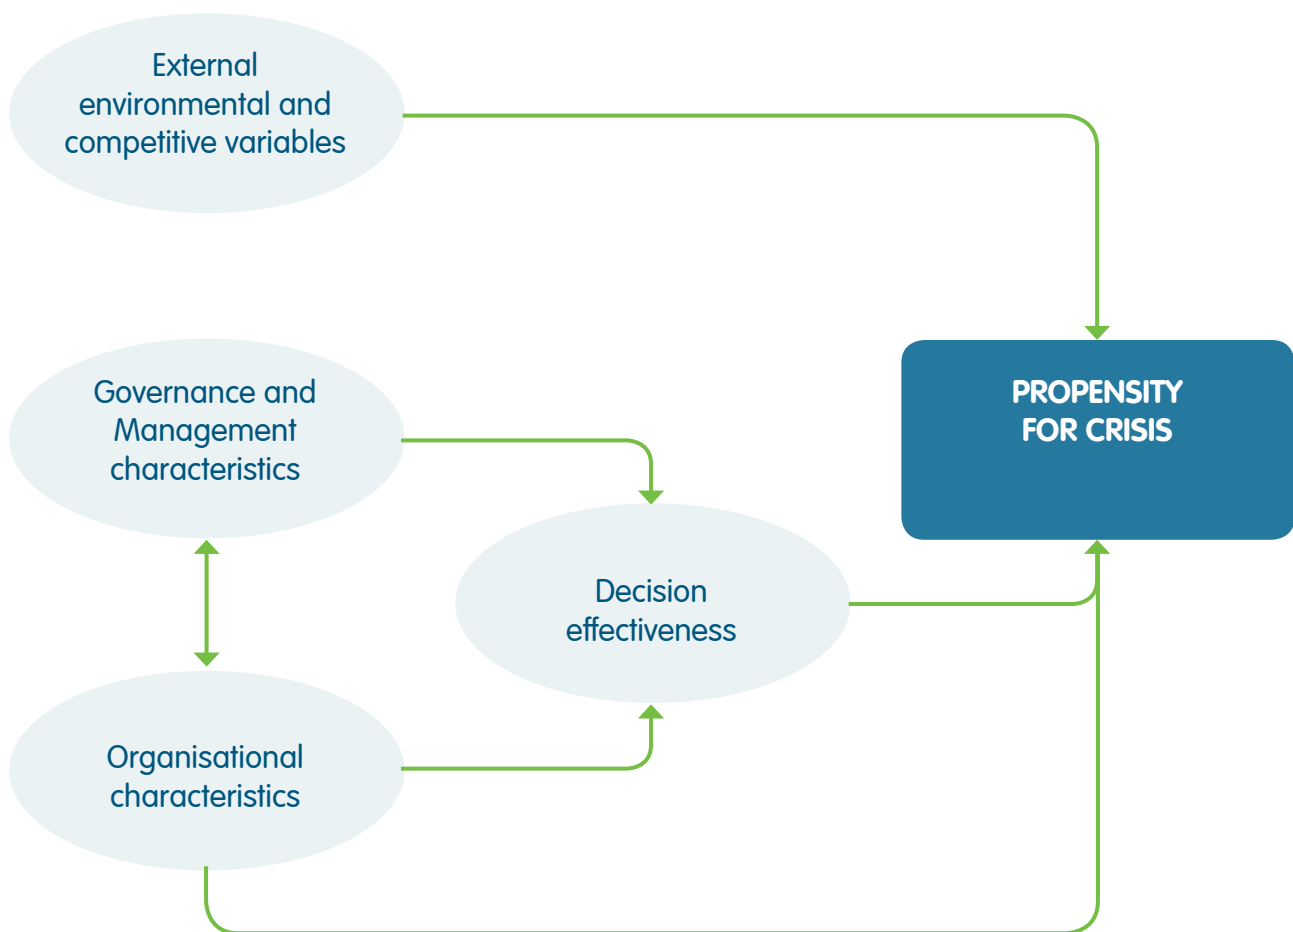 External
environmental and
competitive variables
Governance and
Management
characteristics
PROPENSITY
FOR CRISIS
Decision
effectiveness
Organisational
characteristics